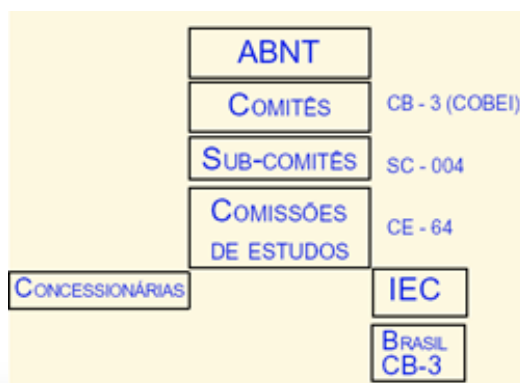 ABNT
COMITÊS CB - 3 (COBEI)
SUB-COMITÊS SC - 004
COMISSÕES
DE ESTUDOS
CE - 64
CONCESSIONÁRIAS IEC
BRASIL
CB-3